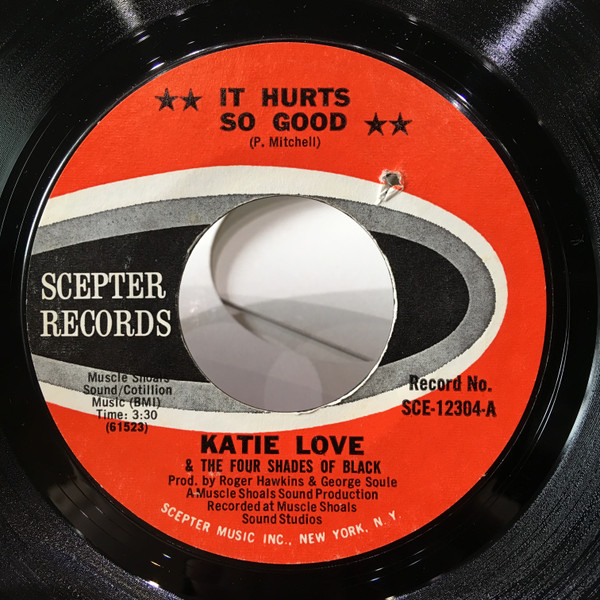 ★★ IT HURTS
SO GOOD ★★
(P. Mitchell)
SCEPTER
RECORDS
Muscle Shoals
Sound/Cotillion
Music (BMI)
Time: 3:30
(61523)
Record No.
SCE-12304-A
KATIE LOVE
& THE FOUR SHADES OF BLACK
Prod. by Roger Hawkins & George Soule
A Muscle Shoals Sound Production
Recorded at Muscle Shoals
Sound Studios
SCEPTER MUSIC INC., NEW YORK, N.Y.